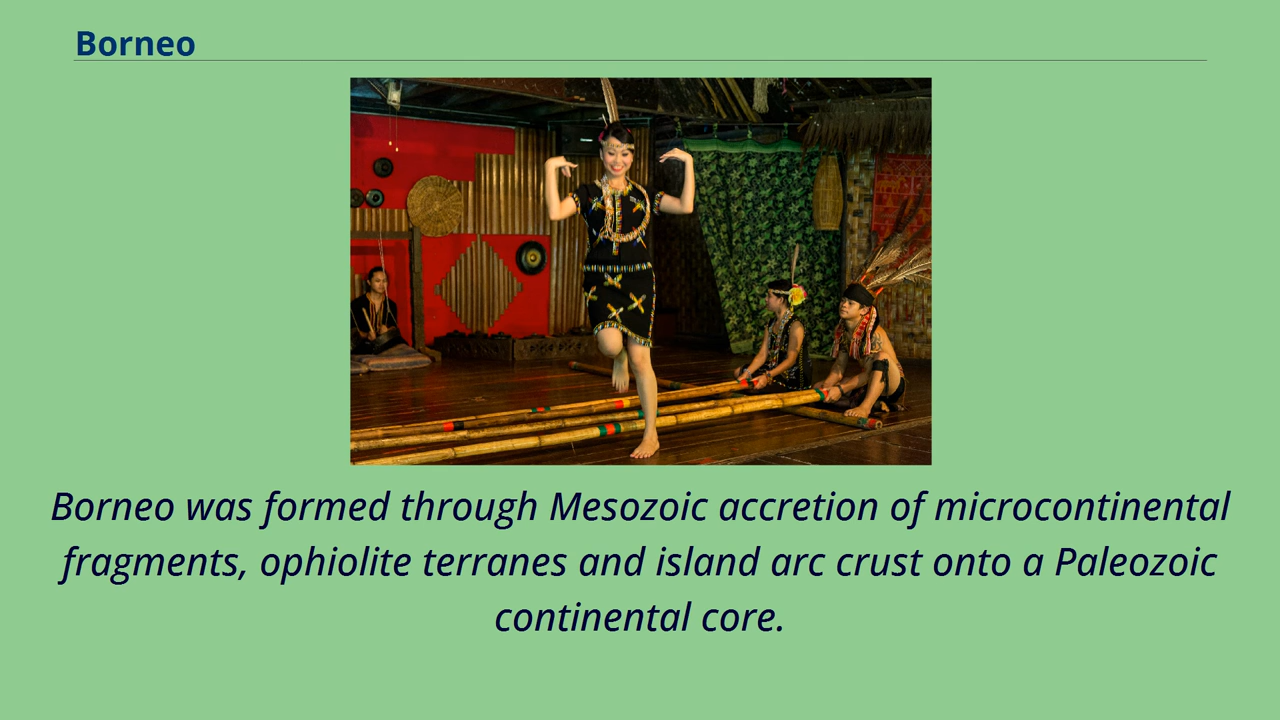 Borneo
Borneo was formed through Mesozoic accretion of microcontinental
fragments, ophiolite terranes and island arc crust onto a Paleozoic
continental core.